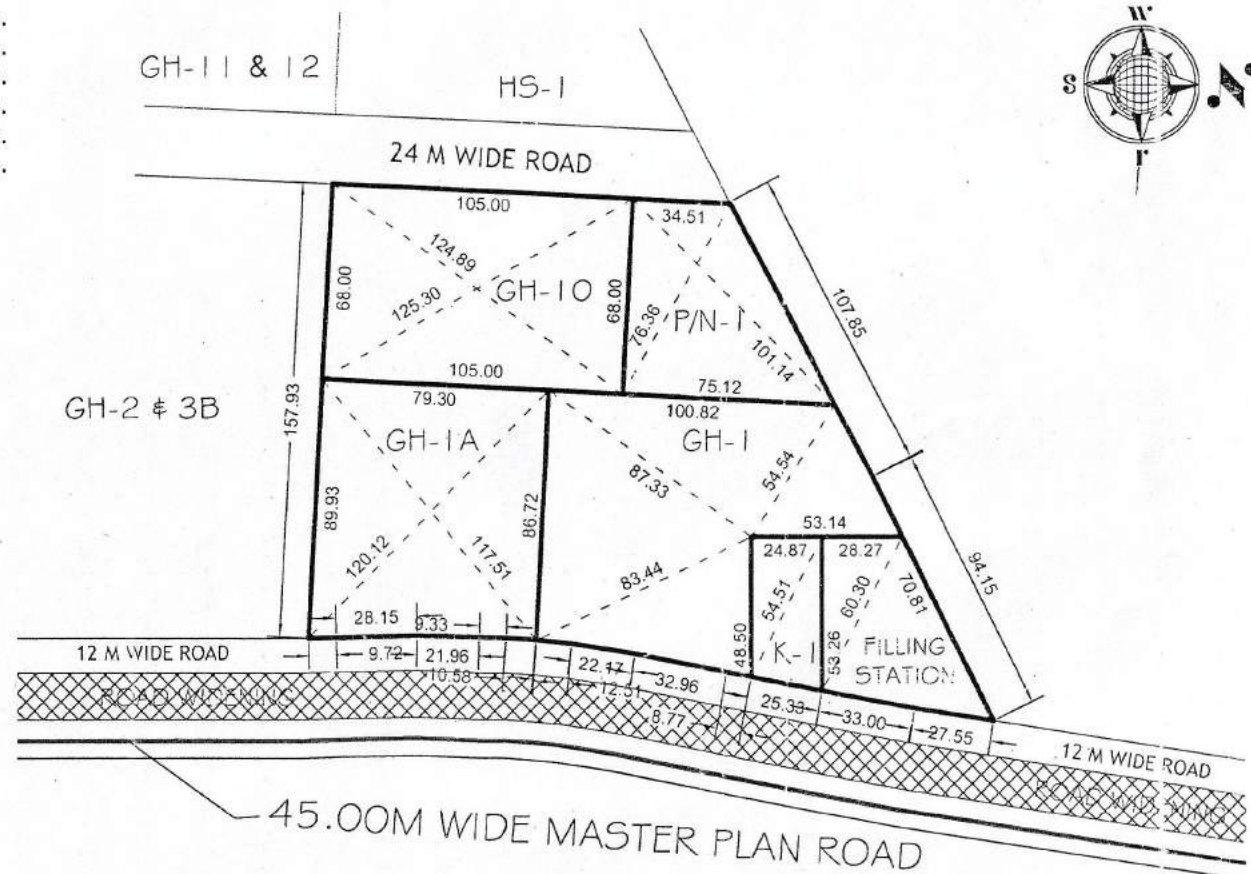 W
S
N
GH-11 & 12
HS-1
24 M WIDE ROAD
105.00
34.51
124.89
68.00
GH-10
68.00
125.30
76.36
P/N-1
101.14
107.85
105.00
75.12
79.30
100.82
GH-2 & 3B
157.93
GH-1A
GH-1
89.93
86.72
87.33
54.54
120.12
117.51
83.44
53.14
24.87
28.27
94.15
54.51
60.30
70.81
48.50
K-1
53.26
FILLING
STATION
28.15
9.33
12 M WIDE ROAD
9.72
21.96
10.58
12.51
22.17
32.96
8.77
25.33
33.00
27.55
12 M WIDE ROAD
ROAD WIDENING
ROAD WIDENING
45.00M WIDE MASTER PLAN ROAD